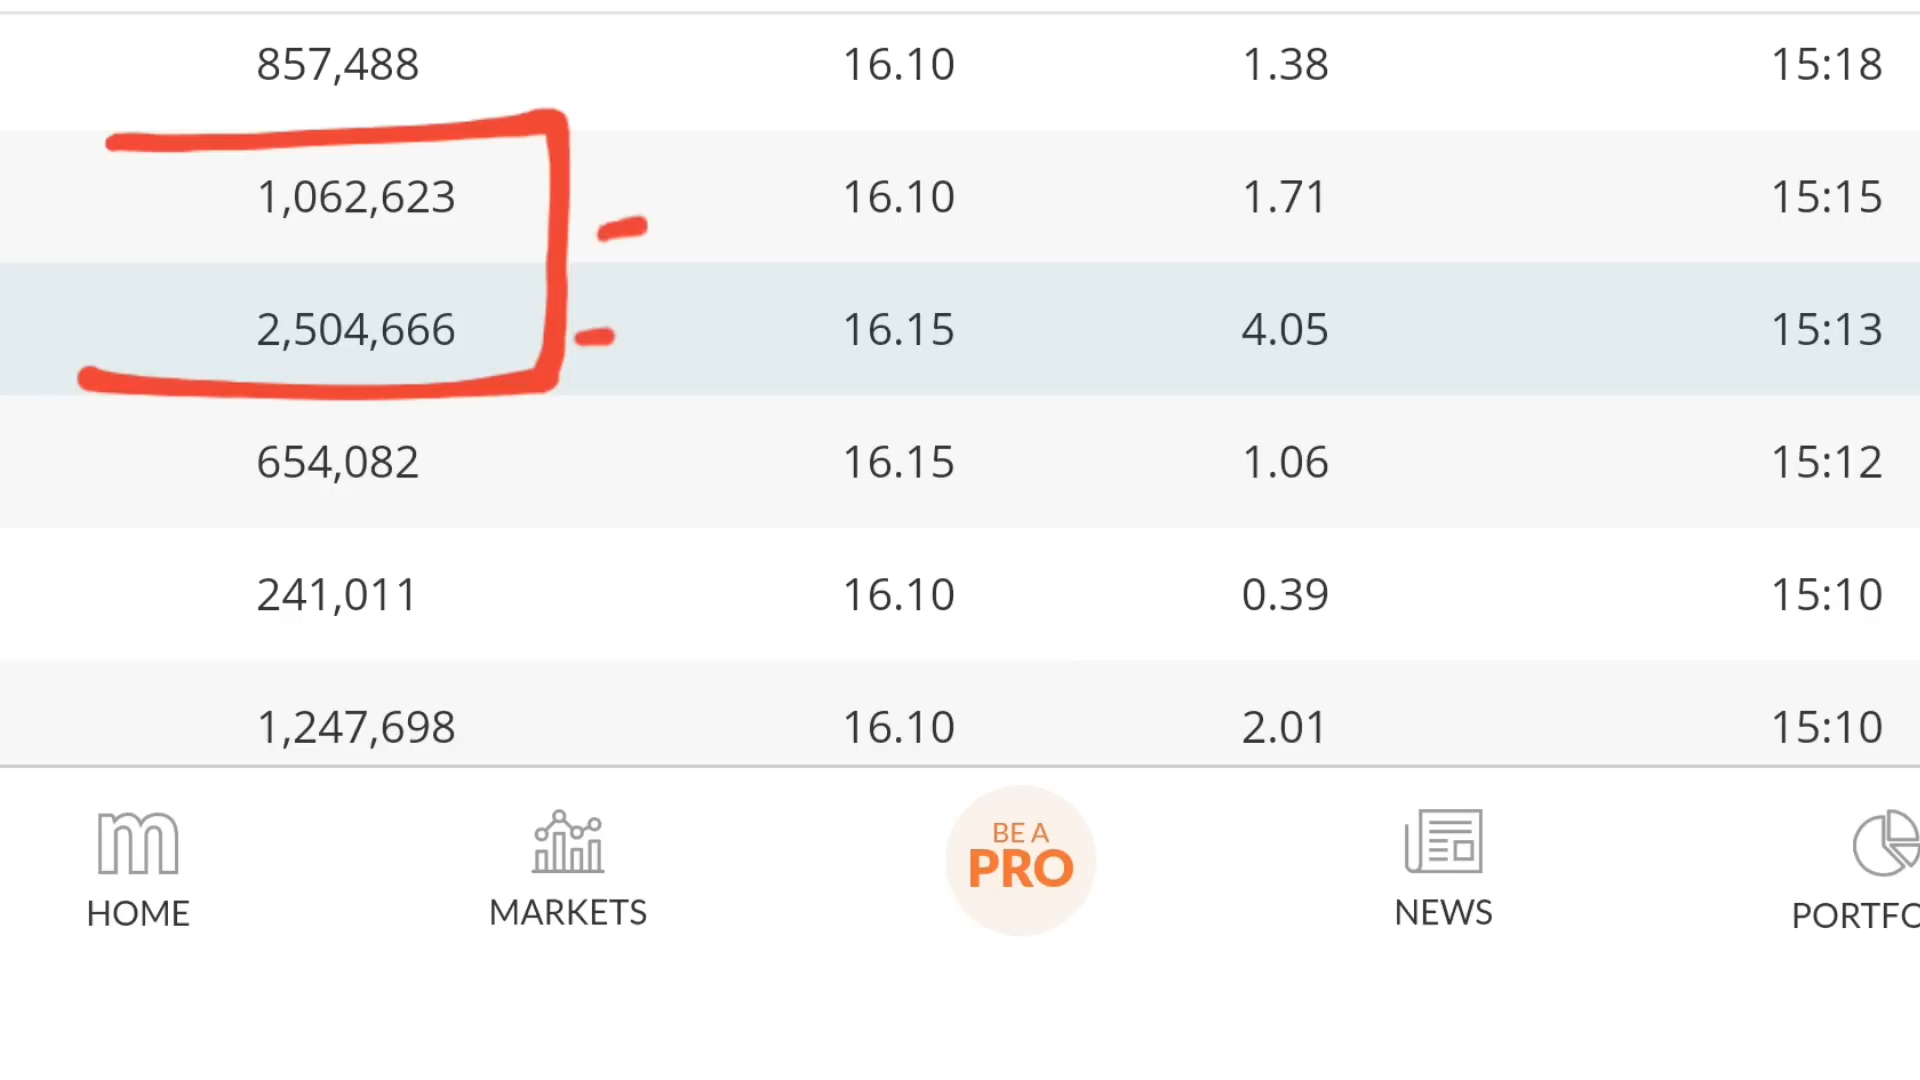 857,488 16.10 1.38 15:18
1,062,623 16.10 1.71 15:15
2,504,666 16.15 4.05 15:13
654,082 16.15 1.06 15:12
241,011 16.10 0.39 15:10
1,247,698 16.10 2.01 15:10
m
BE A
PRO
HOME MARKETS NEWS PORTFO